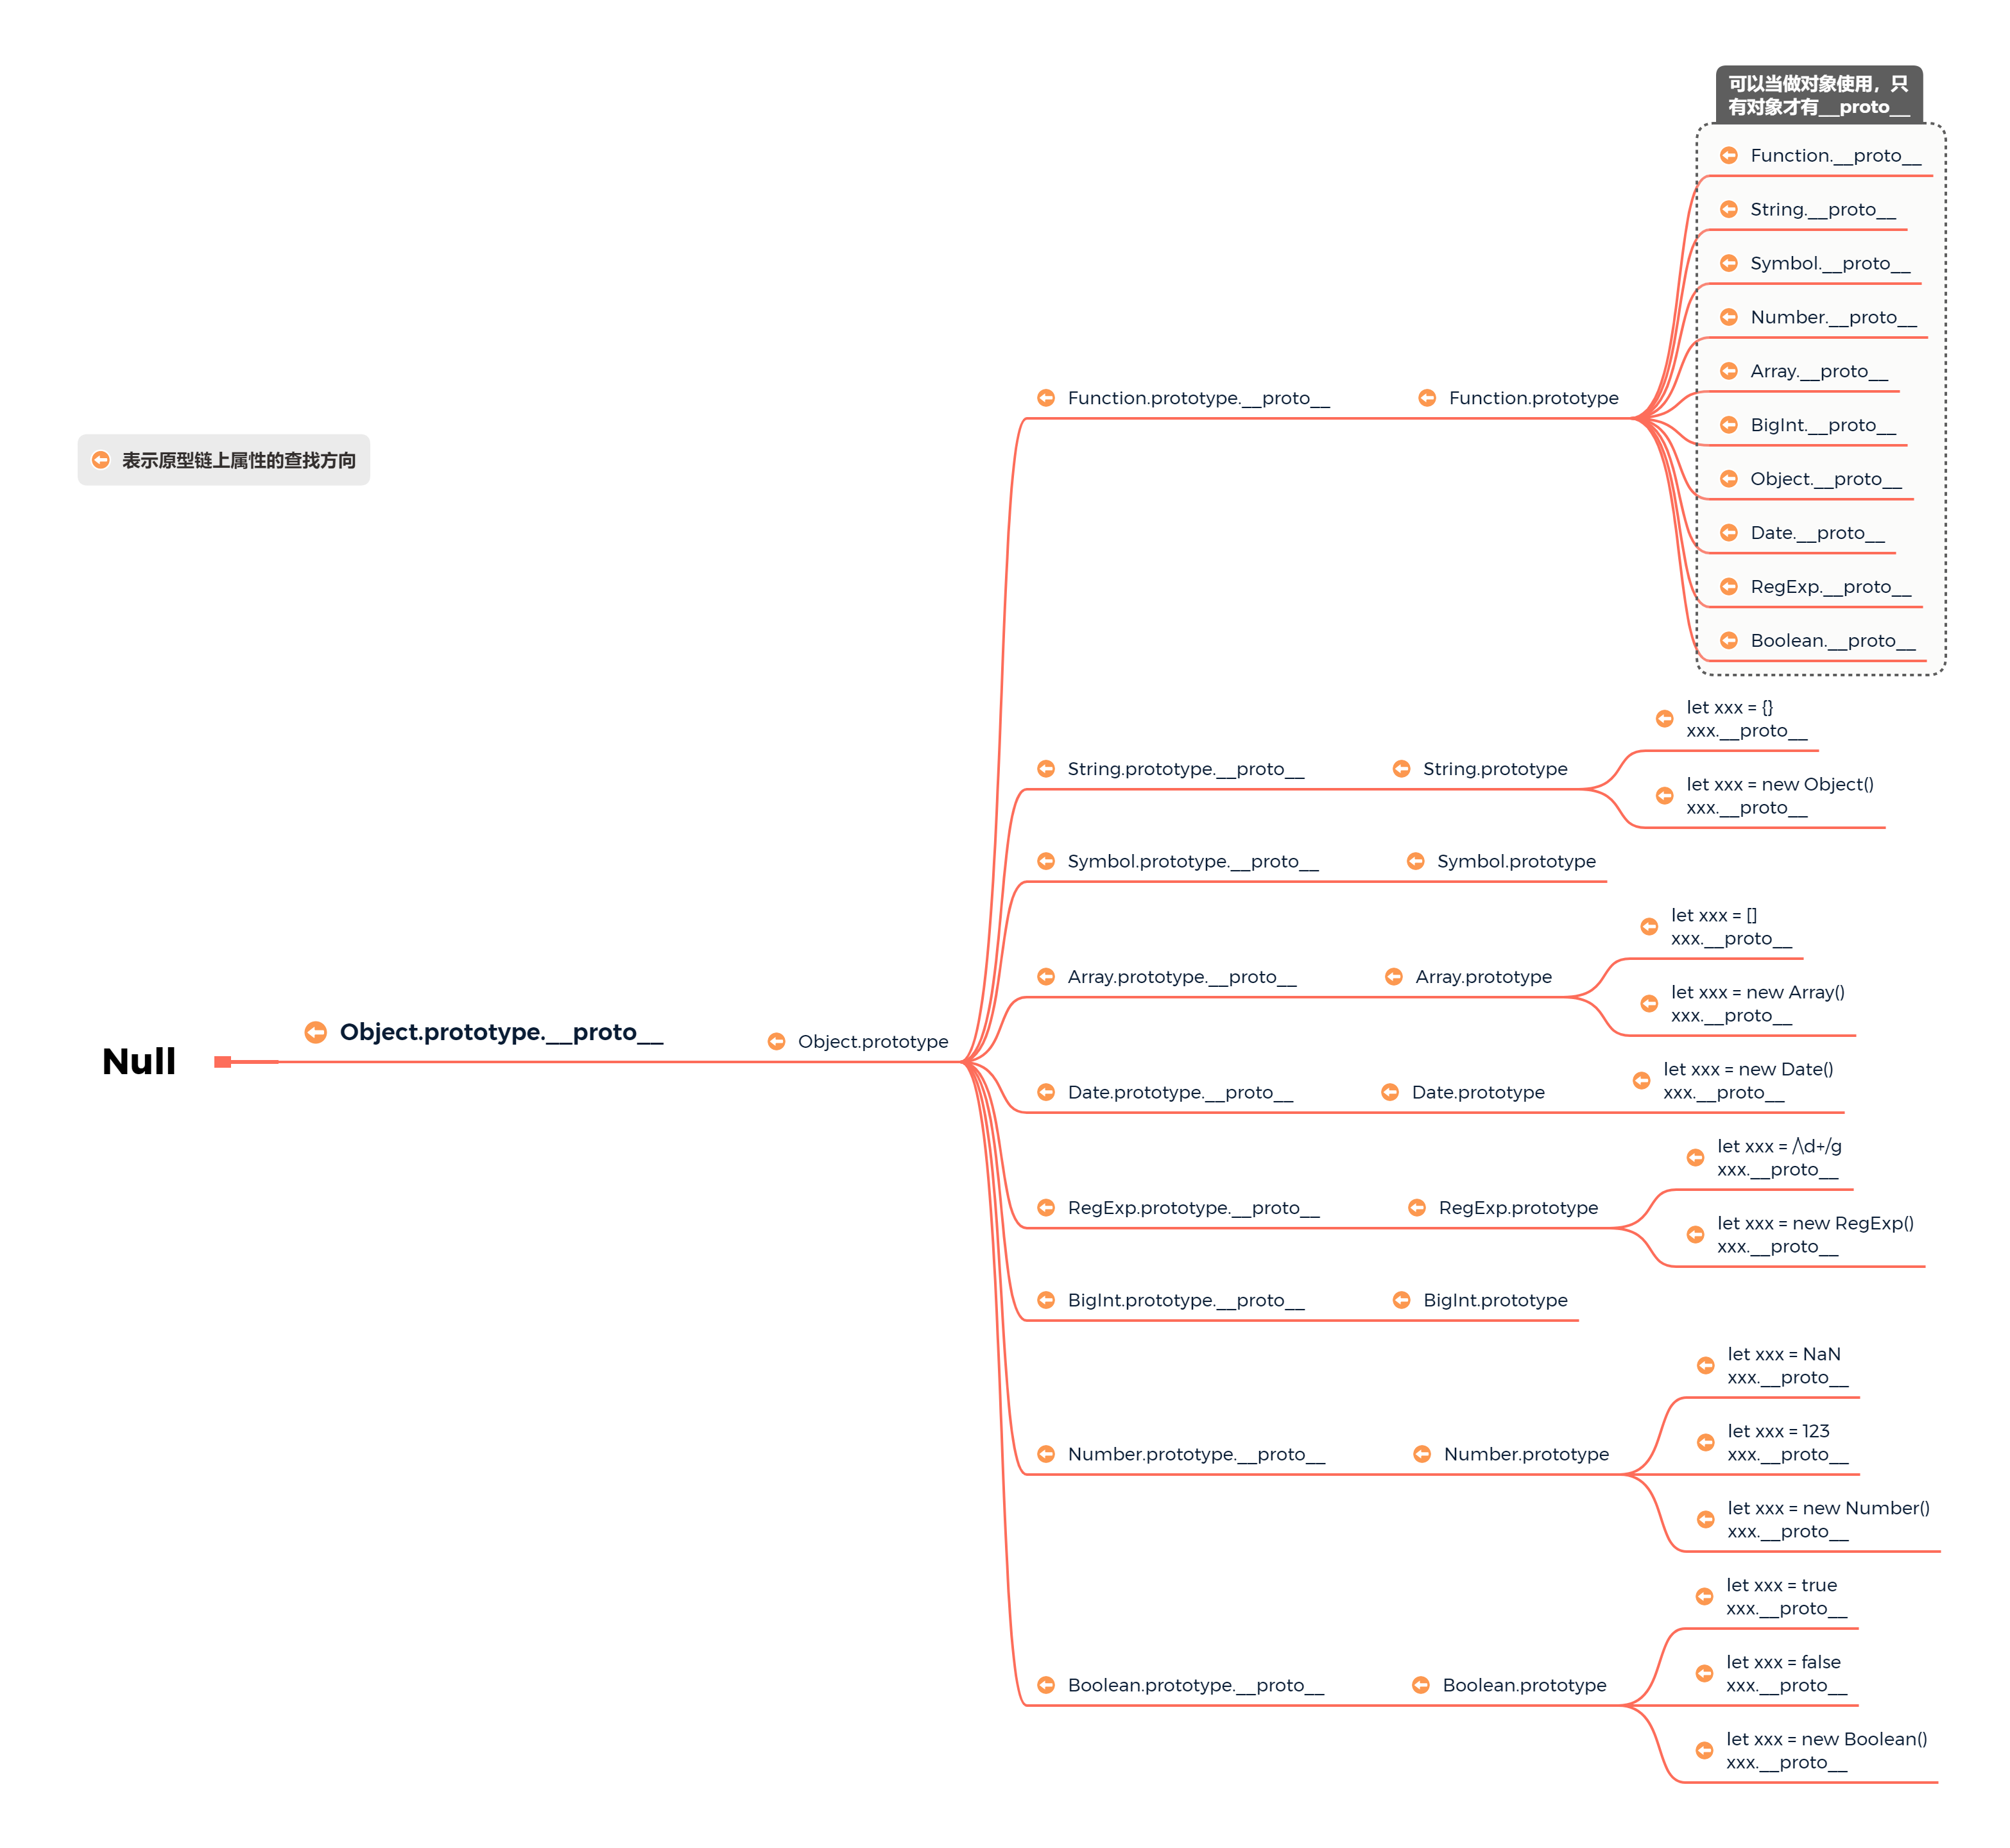 可以当做对象使用，只
有对象才有__proto__
Function.__proto__
String.__proto__
Symbol.__proto__
Number.__proto__
Array.__proto__
Function.prototype.__proto__
Function.prototype
BigInt.__proto__
表示原型链上属性的查找方向
Object.__proto__
Date.__proto__
RegExp.__proto__
Boolean.__proto__
let xxx = {}
xxx.__proto__
String.prototype.__proto__
String.prototype
let xxx = new Object()
xxx.__proto__
Symbol.prototype.__proto__
Symbol.prototype
let xxx = []
xxx.__proto__
Array.prototype.__proto__
Array.prototype
let xxx = new Array()
xxx.__proto__
Null
Object.prototype.__proto__
Object.prototype
Date.prototype.__proto__
Date.prototype
let xxx = new Date()
xxx.__proto__
let xxx = /\d+/g
xxx.__proto__
RegExp.prototype.__proto__
RegExp.prototype
let xxx = new RegExp()
xxx.__proto__
BigInt.prototype.__proto__
BigInt.prototype
let xxx = NaN
xxx.__proto__
Number.prototype.__proto__
Number.prototype
let xxx = 123
xxx.__proto__
let xxx = new Number()
xxx.__proto__
let xxx = true
xxx.__proto__
Boolean.prototype.__proto__
Boolean.prototype
let xxx = false
xxx.__proto__
let xxx = new Boolean()
xxx.__proto__